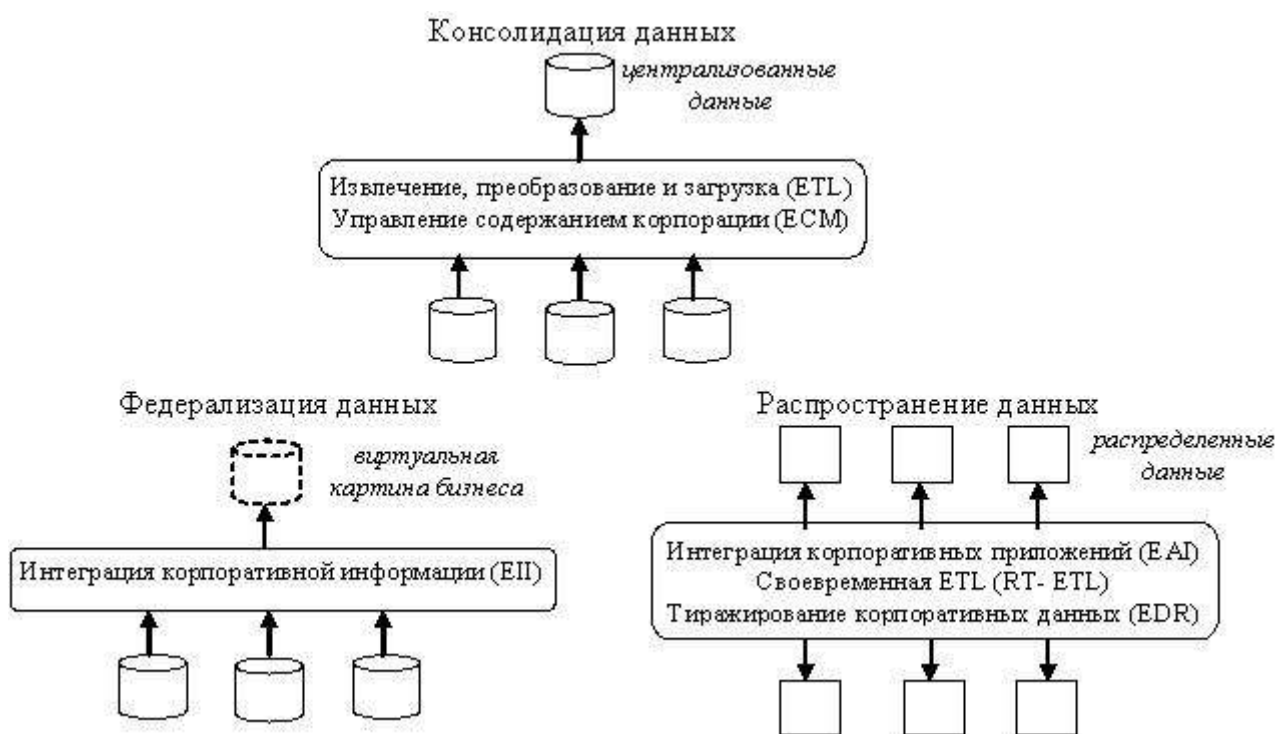 Консолидация данных
централизованные
данные
Извлечение, преобразование и загрузка (ETL)
Управление содержанием корпорации (ECM)
Федерализация данных
виртуальная
картина бизнеса
Интеграция корпоративной информации (EII)
Распространение данных
распределенные
данные
Интеграция корпоративных приложений (EAI)
Своевременная ETL (RT- ETL)
Тиражирование корпоративных данных (EDR)